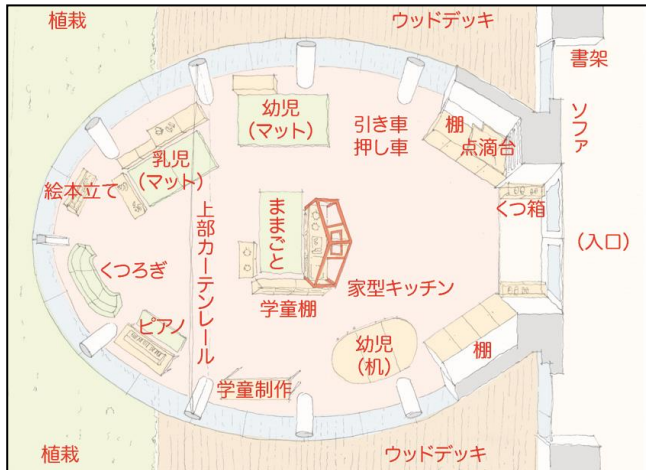 植栽
ウッドデッキ
書架
ソファ
幼児
(マット)
引き車
押し車
棚
点滴台
乳児
(マット)
絵本立て
くつ箱
上部カーテンレール
ままごと
(入口)
くつろぎ
家型キッチン
学童棚
ピアノ
幼児
(机)
棚
学童制作
植栽
ウッドデッキ